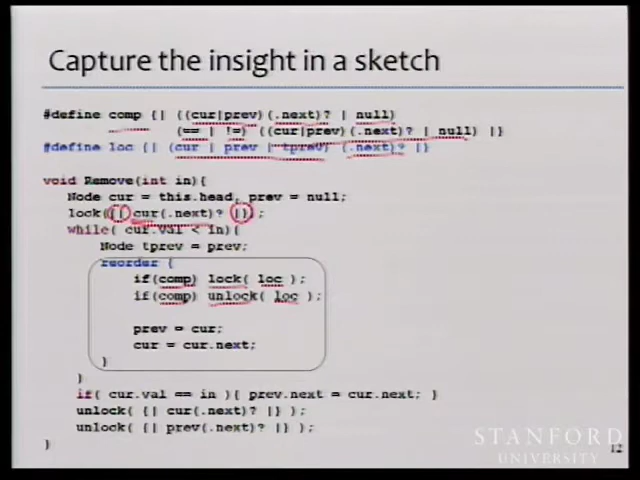 Capture the insight in a sketch
#define comp {| ((cur|prev)(.next)? | null)
(== | !=) ((cur|prev)(.next)? | null) |}
#define loc {| (cur | prev | tprev) (.next)? |}
void Remove(int in){
Node cur = this.head, prev = null;
lock({| cur(.next)? |}) ;
while( cur.val < in){
Node tprev = prev;
reorder {
if(comp) lock( loc );
if(comp) unlock( loc );
prev = cur;
cur = cur.next;
}
}
if( cur.val == in ){ prev.next = cur.next; }
unlock( {| cur(.next)? |} );
unlock( {| prev(.next)? |} );
}
STANFORD
UNIVERSITY
12